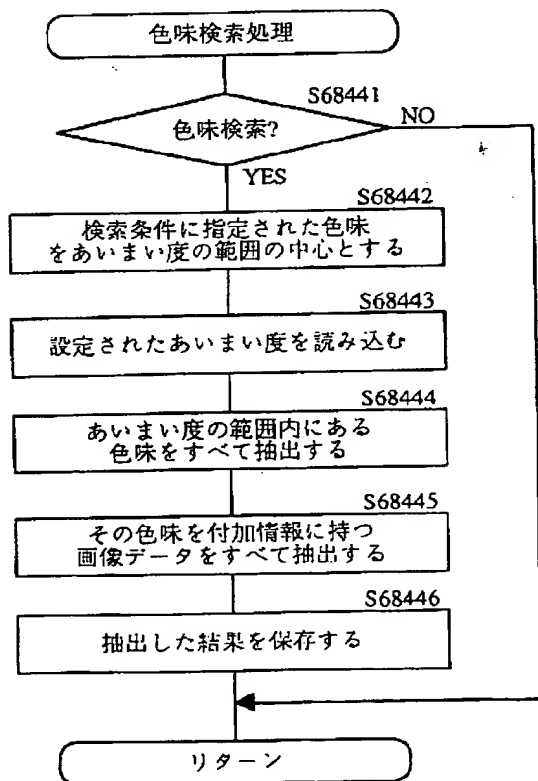 色味検索処理
S68441
色味検索?
NO
YES
S68442
検索条件に指定された色味
をあいまい度の範囲の中心とする
S68443
設定されたあいまい度を読み込む
S68444
あいまい度の範囲内にある
色味をすべて抽出する
S68445
その色味を付加情報に持つ
画像データをすべて抽出する
S68446
抽出した結果を保存する
リターン